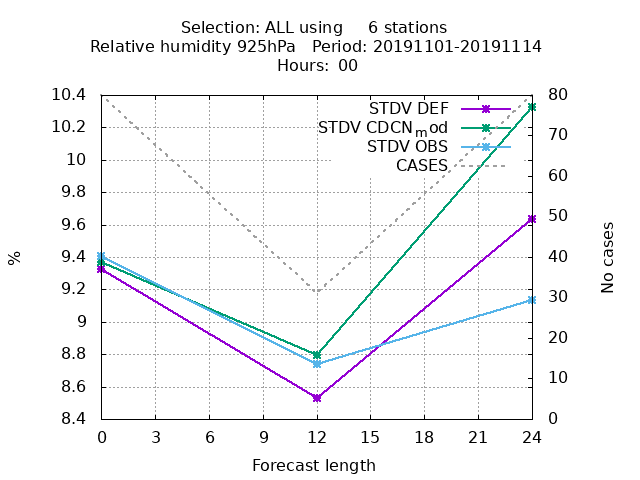 Selection: ALL using     6 stations
Relative humidity 925hPa   Period: 20191101-20191114
Hours: 00
STDV DEF
STDV CDCNmod
STDV OBS
CASES
%
10.4
10.2
10
9.8
9.6
9.4
9.2
9
8.8
8.6
8.4
80
70
60
50
40
30
20
10
0
No cases
0 3 6 9 12 15 18 21 24
Forecast length